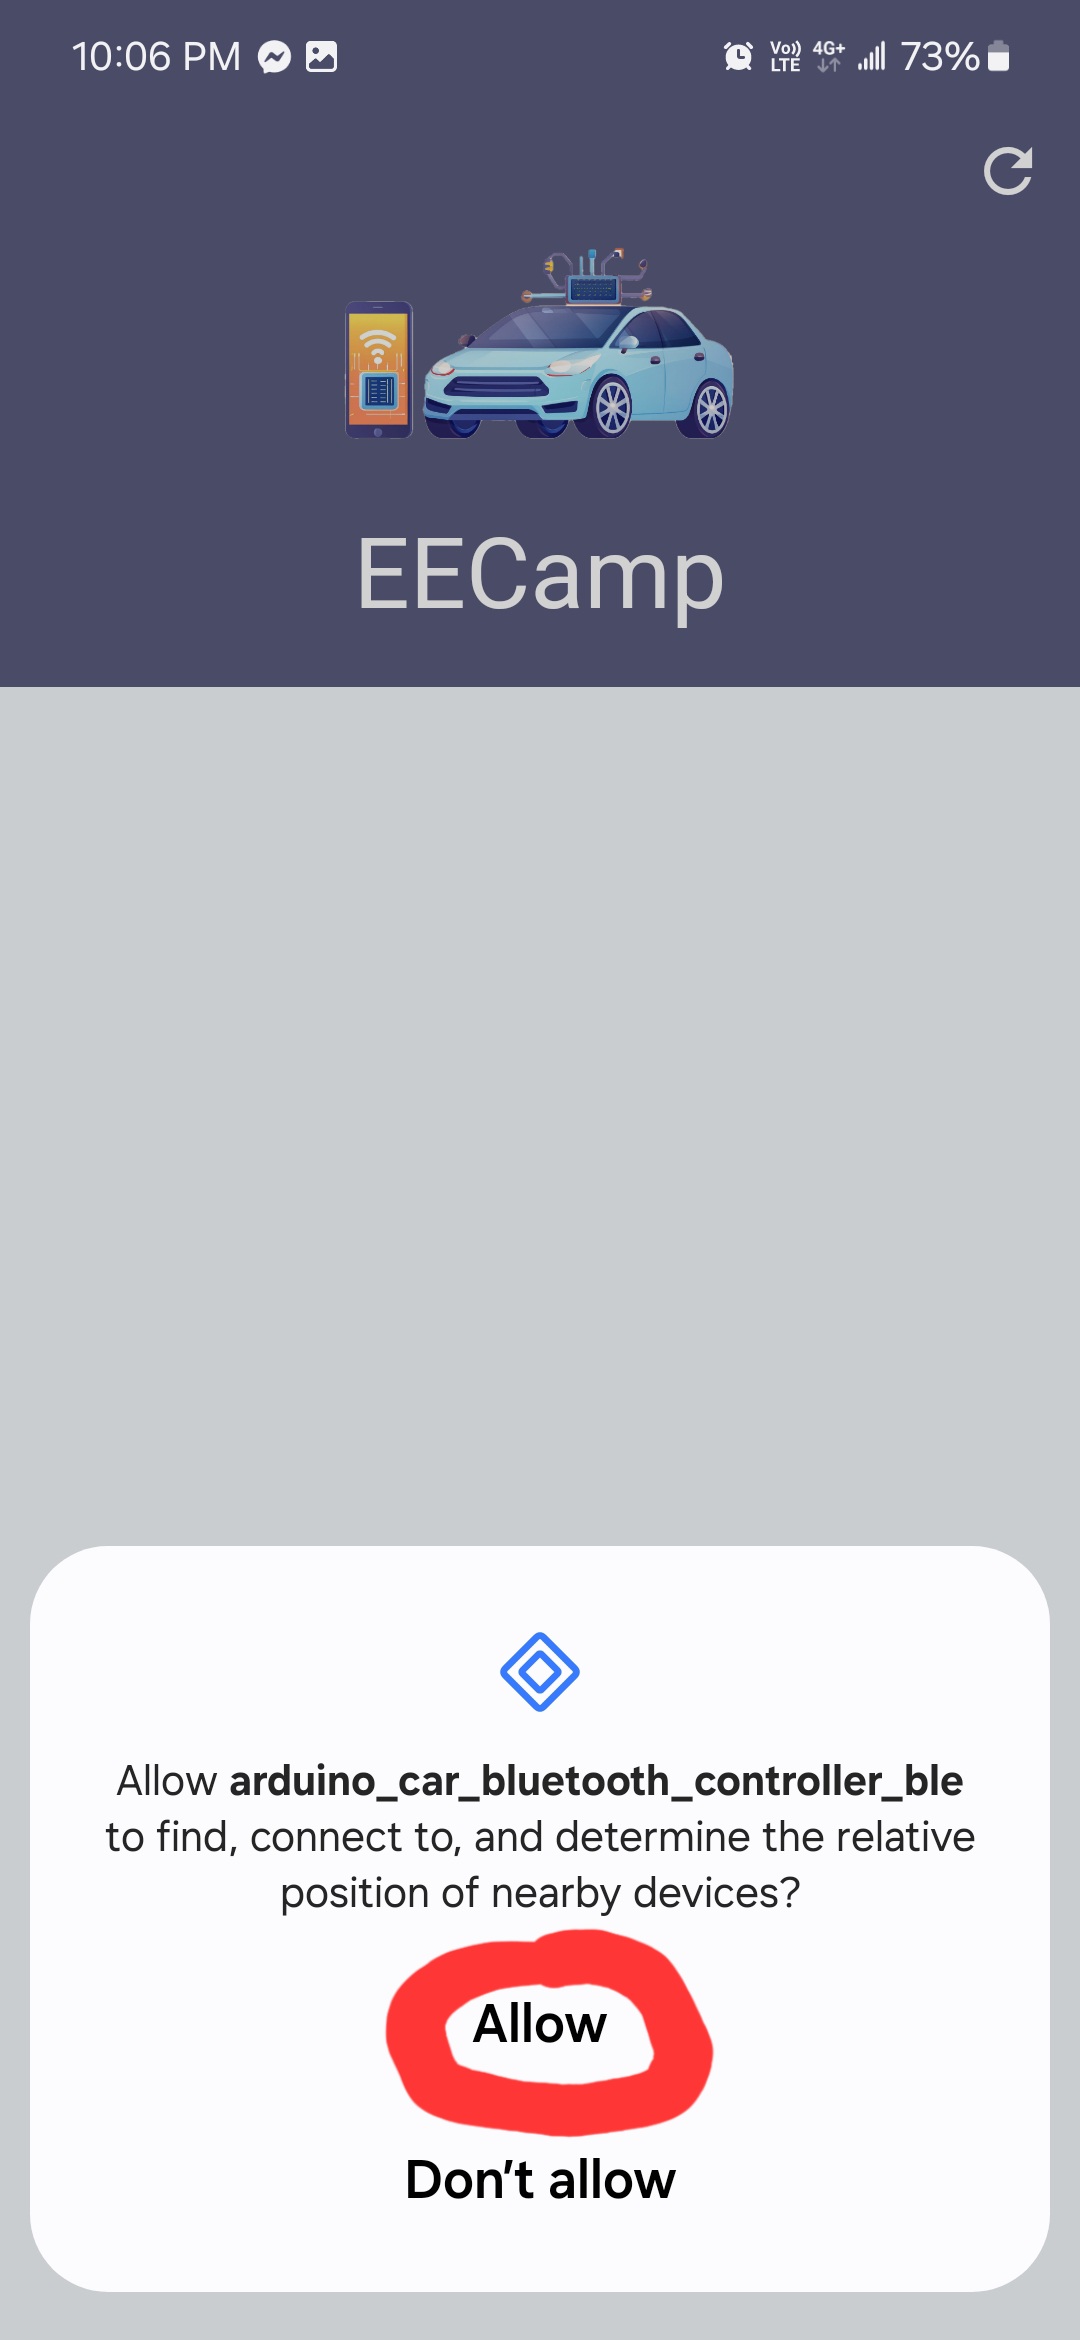 10:06 PM
Vo)) LTE 4G+ 73%
EECamp
Allow arduino_car_bluetooth_controller_ble
to find, connect to, and determine the relative
position of nearby devices?
Allow
Don't allow